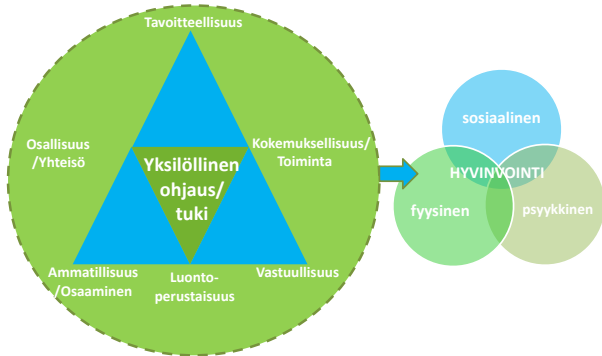 Tavoitteellisuus
Osallisuus
/Yhteisö
Kokemuksellisuus/
Toiminta
Yksilöllinen
ohjaus/
tuki
Ammatillisuus
/Osaaminen
Luonto-
perustaisuus
Vastuullisuus
sosiaalinen
HYVINVOINTI
fyysinen
psyykkinen